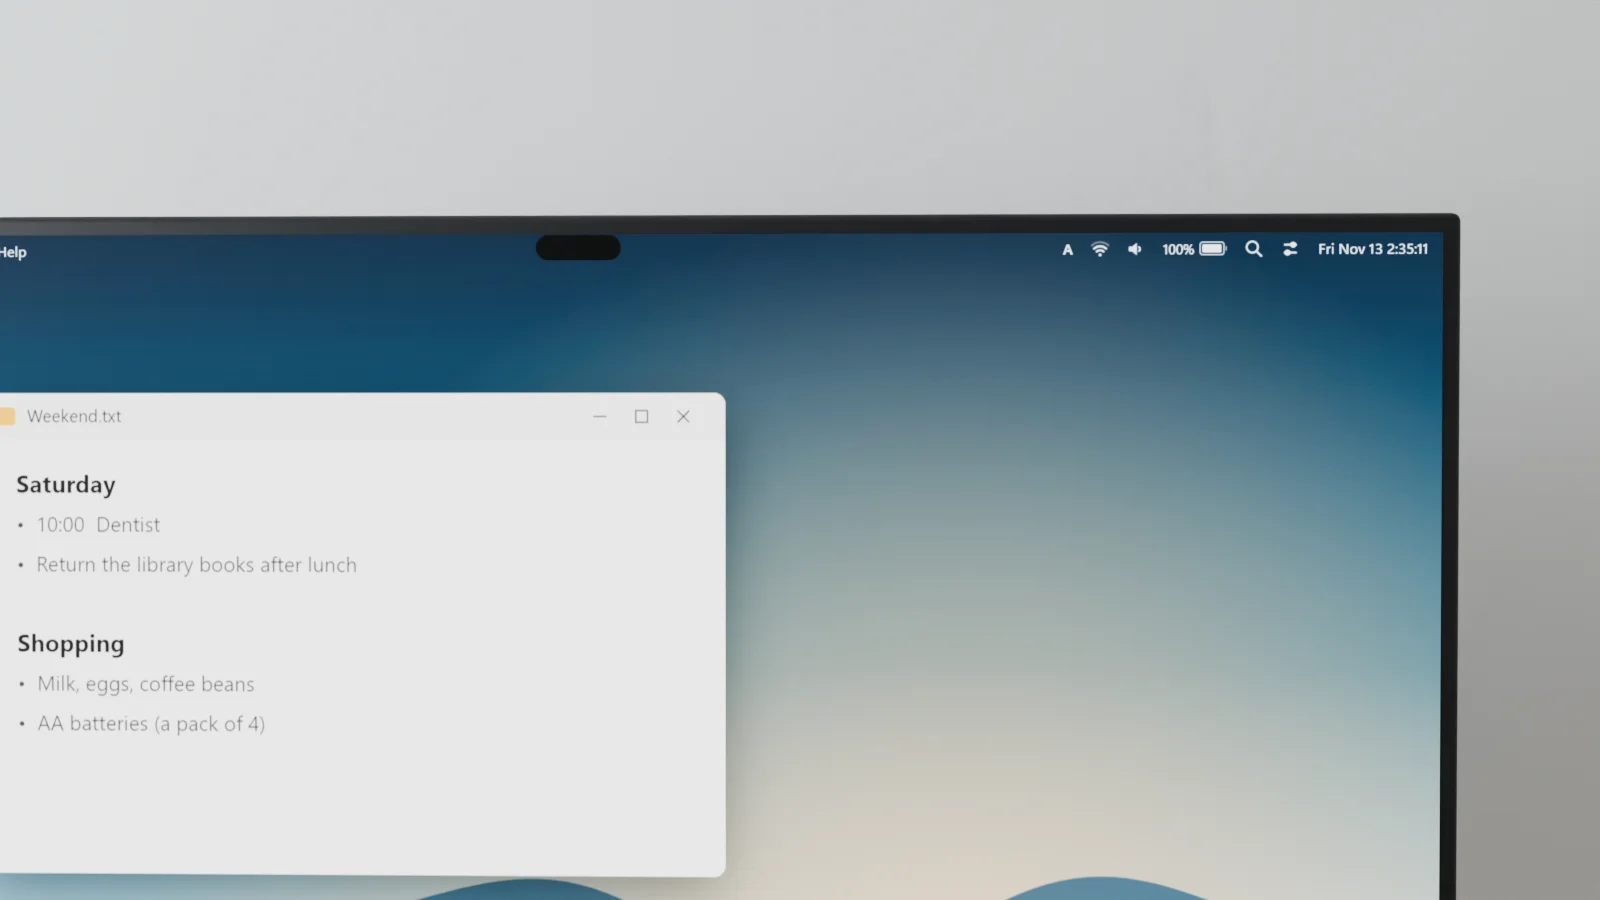 Help
A 100% Fri Nov 13 2:35:11
Weekend.txt
Saturday
• 10:00 Dentist
• Return the library books after lunch
Shopping
• Milk, eggs, coffee beans
• AA batteries (a pack of 4)